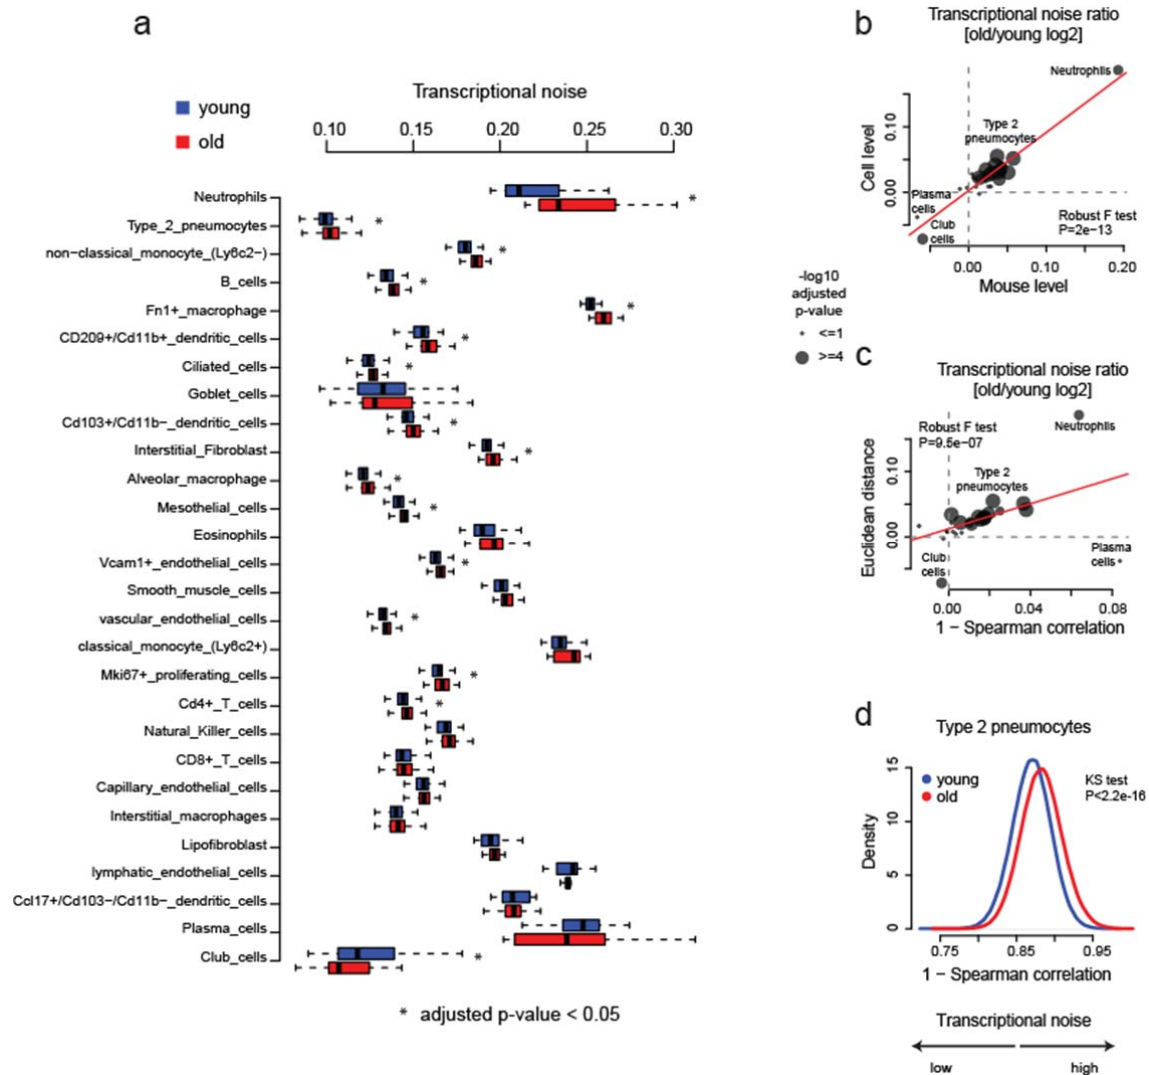 a
Transcriptional noise
young
old
0.10 0.15 0.20 0.25 0.30
Neutrophils
*
Type_2_pneumocytes
*
non−classical_monocyte_(Ly6c2−)
*
B_cells
*
Fn1+_macrophage
*
CD209+/Cd11b+_dendritic_cells
*
Ciliated_cells
*
Goblet_cells
Cd103+/Cd11b−_dendritic_cells
*
Interstitial_Fibroblast
*
Alveolar_macrophage
*
Mesothelial_cells
*
Eosinophils
Vcam1+_endothelial_cells
*
Smooth_muscle_cells
vascular_endothelial_cells
*
classical_monocyte_(Ly6c2+)
Mki67+_proliferating_cells
*
Cd4+_T_cells
*
Natural_Killer_cells
CD8+_T_cells
Capillary_endothelial_cells
Interstitial_macrophages
Lipofibroblast
lymphatic_endothelial_cells
Ccl17+/Cd103−/Cd11b−_dendritic_cells
Plasma_cells
Club_cells
*
* adjusted p-value < 0.05
b
Transcriptional noise ratio
[old/young log2]
Neutrophils
Type 2
pneumocytes
Plasma
cells
Club
cells
Robust F test
P=2e−13
Cell level
0.00 0.10
0.00 0.10 0.20
Mouse level
-log10
adjusted
p-value
<=1
>=4
c
Transcriptional noise ratio
[old/young log2]
Robust F test
P=9.5e−07
Neutrophils
Type 2
pneumocytes
Club
cells
Plasma
cells
Euclidean distance
0.00 0.10
0.00 0.04 0.08
1 − Spearman correlation
d
Type 2 pneumocytes
young
old
KS test
P<2.2e-16
Density
0 5 10 15
0.75 0.85 0.95
1 − Spearman correlation
Transcriptional noise
low high